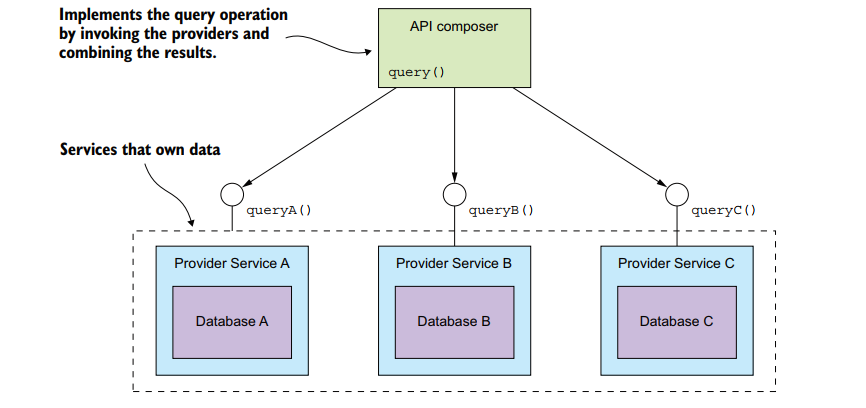 Implements the query operation
by invoking the providers and
combining the results.
API composer
query()
Services that own data
queryA()
queryB()
queryC()
Provider Service A
Provider Service B
Provider Service C
Database A
Database B
Database C